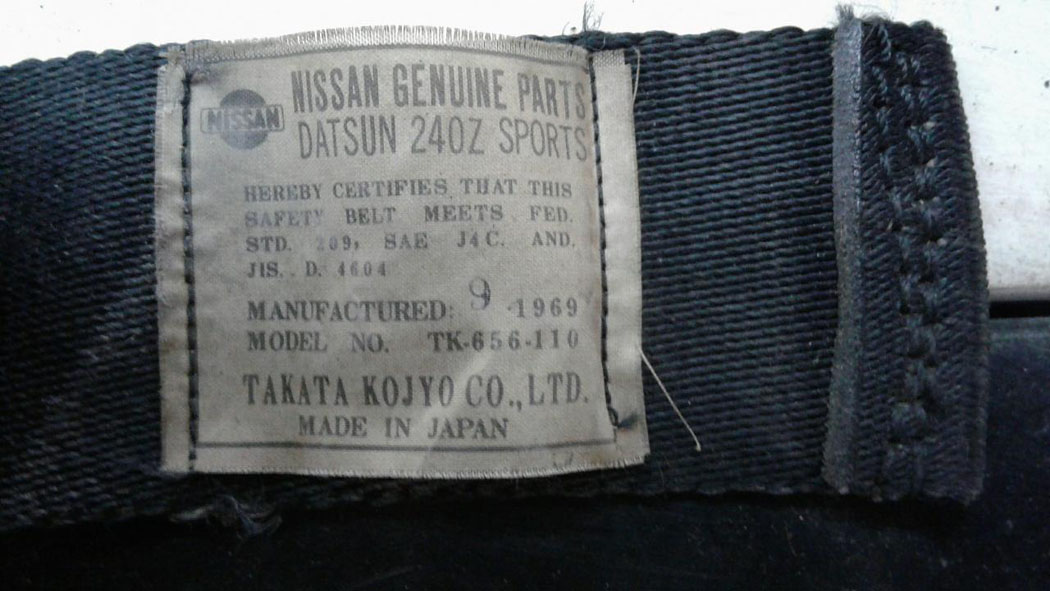 NISSAN
NISSAN GENUINE PARTS
DATSUN 240Z SPORTS
HEREBY CERTIFIES THAT THIS
SAFETY BELT MEETS FED.
STD. 209, SAE J4C. AND.
JIS. D. 4604
MANUFACTURED: 9 ·1969
MODEL NO. TK-656-110
TAKATA KOJYO CO.,LTD.
MADE IN JAPAN